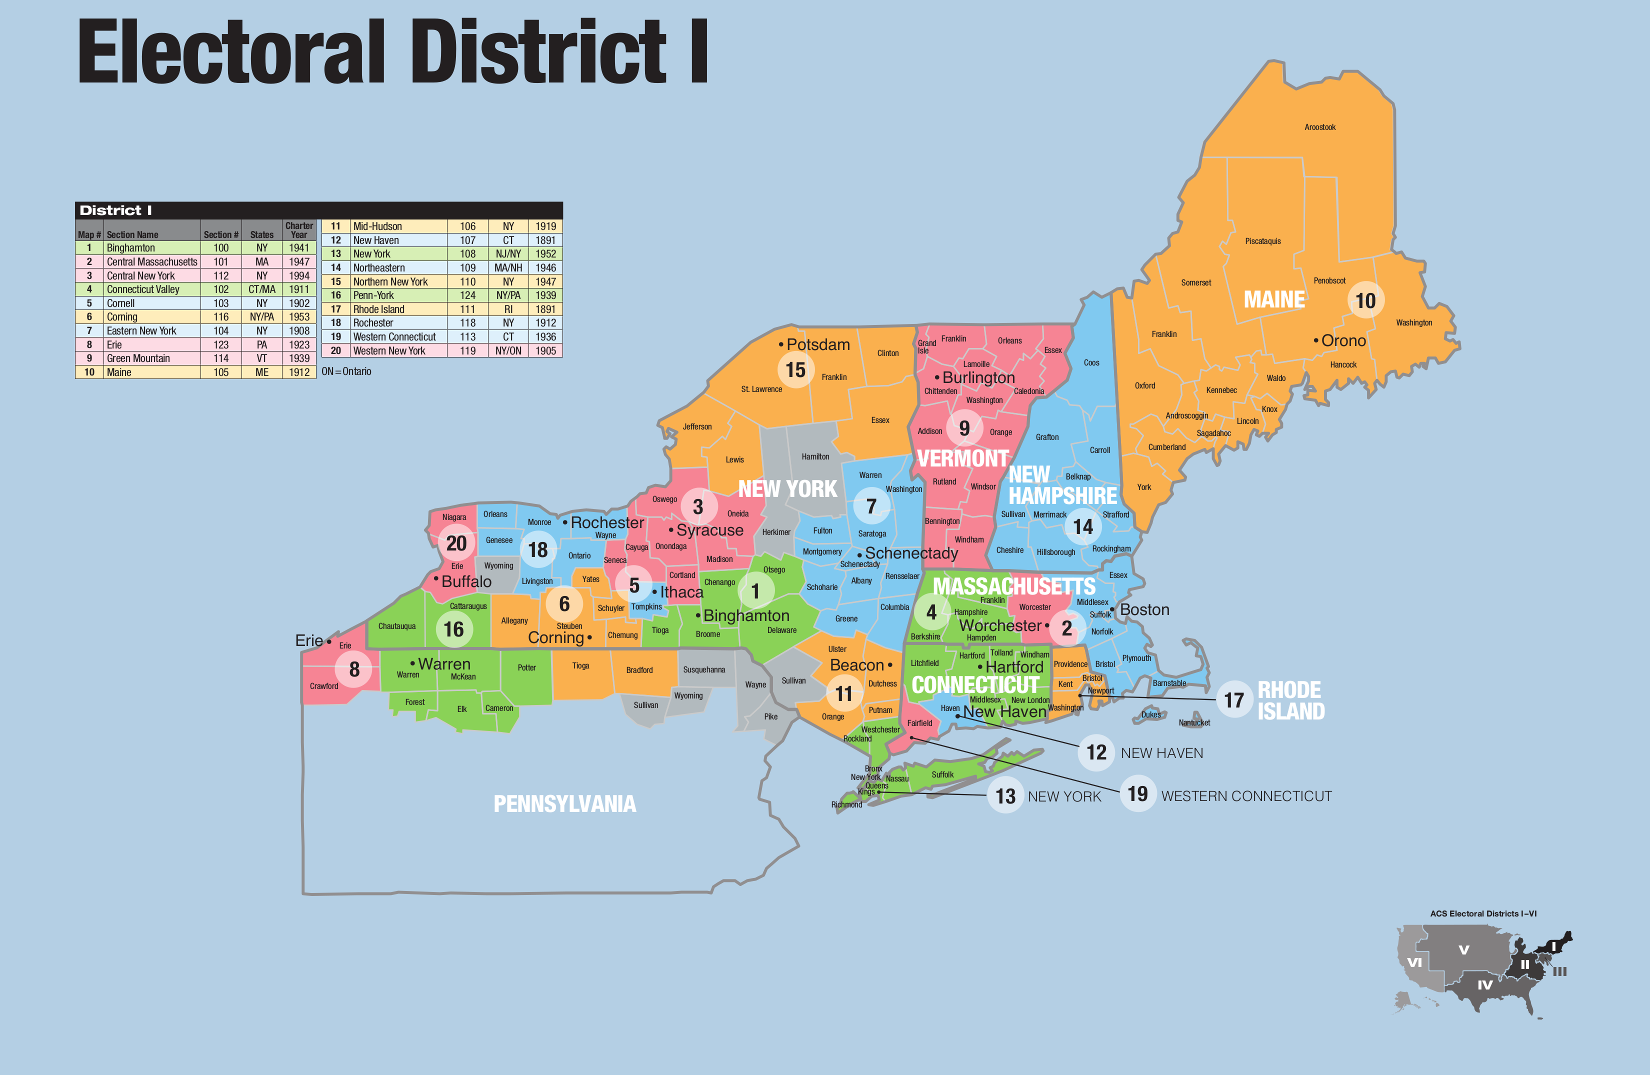 Electoral District I
District I
Map # Section Name Section # States Charter Year
1 Binghamton 100 NY 1941
2 Central Massachusetts 101 MA 1947
3 Central New York 112 NY 1994
4 Connecticut Valley 102 CT/MA 1911
5 Cornell 103 NY 1902
6 Corning 116 NY/PA 1953
7 Eastern New York 104 NY 1908
8 Erie 123 PA 1923
9 Green Mountain 114 VT 1939
10 Maine 105 ME 1912
11 Mid-Hudson 106 NY 1919
12 New Haven 107 CT 1891
13 New York 108 NJ/NY 1952
14 Northeastern 109 MA/NH 1946
15 Northern New York 110 NY 1947
16 Penn-York 124 NY/PA 1939
17 Rhode Island 111 RI 1891
18 Rochester 118 NY 1912
19 Western Connecticut 113 CT 1936
20 Western New York 119 NY/ON 1905
ON=Ontario
Aroostook
Piscataquis
Somerset
Penobscot
MAINE
10
Washington
Franklin
Orono
Hancock
Oxford
Kennebec
Waldo
Knox
Androscoggin
Lincoln
Sagadahoc
Cumberland
York
Potsdam
15
Clinton
St. Lawrence
Franklin
Essex
Jefferson
Lewis
Hamilton
NEW YORK
Herkimer
Grand Isle
Franklin
Orleans
Essex
Lamoille
Burlington
Chittenden
Caledonia
Washington
Addison
9
Orange
VERMONT
Rutland
Windsor
Bennington
Windham
Coos
Grafton
Carroll
NEW HAMPSHIRE
Belknap
Sullivan
Merrimack
Strafford
14
Cheshire
Hillsborough
Rockingham
Warren
Washington
7
Fulton
Saratoga
Montgomery
Schenectady
Schenectady
Schoharie
Albany
Rensselaer
Greene
Columbia
Oswego
3
Oneida
Syracuse
Cayuga
Onondaga
Madison
Seneca
Cortland
Niagara
20
Erie
Buffalo
Orleans
Monroe
Rochester
Wayne
Genesee
18
Ontario
Wyoming
Livingston
Yates
5
Ithaca
Tompkins
6
Schuyler
Steuben
Allegany
Corning
Chemung
Chenango
Otsego
1
Binghamton
Tioga
Broome
Delaware
Cattaraugus
Chautauqua
16
Erie
Erie
8
Crawford
Warren
Warren
McKean
Potter
Forest
Elk
Cameron
Tioga
Bradford
Susquehanna
Sullivan
Wyoming
Wayne
Pike
Sullivan
PENNSYLVANIA
Ulster
Beacon
Dutchess
11
Orange
Putnam
Westchester
Rockland
Bronx
New York
Queens
Kings
Nassau
Suffolk
Richmond
MASSACHUSETTS
4
Franklin
Hampshire
Berkshire
Hampden
Worcester
Worcester
2
Essex
Middlesex
Suffolk
Boston
Norfolk
Bristol
Plymouth
Barnstable
Dukes
Nantucket
Litchfield
Hartford
Tolland
Windham
Hartford
CONNECTICUT
Middlesex
New London
Haven
New Haven
Fairfield
Providence
Kent
Bristol
Newport
Washington
17 RHODE ISLAND
12 NEW HAVEN
13 NEW YORK
19 WESTERN CONNECTICUT
ACS Electoral Districts I–VI
I
II
III
IV
V
VI